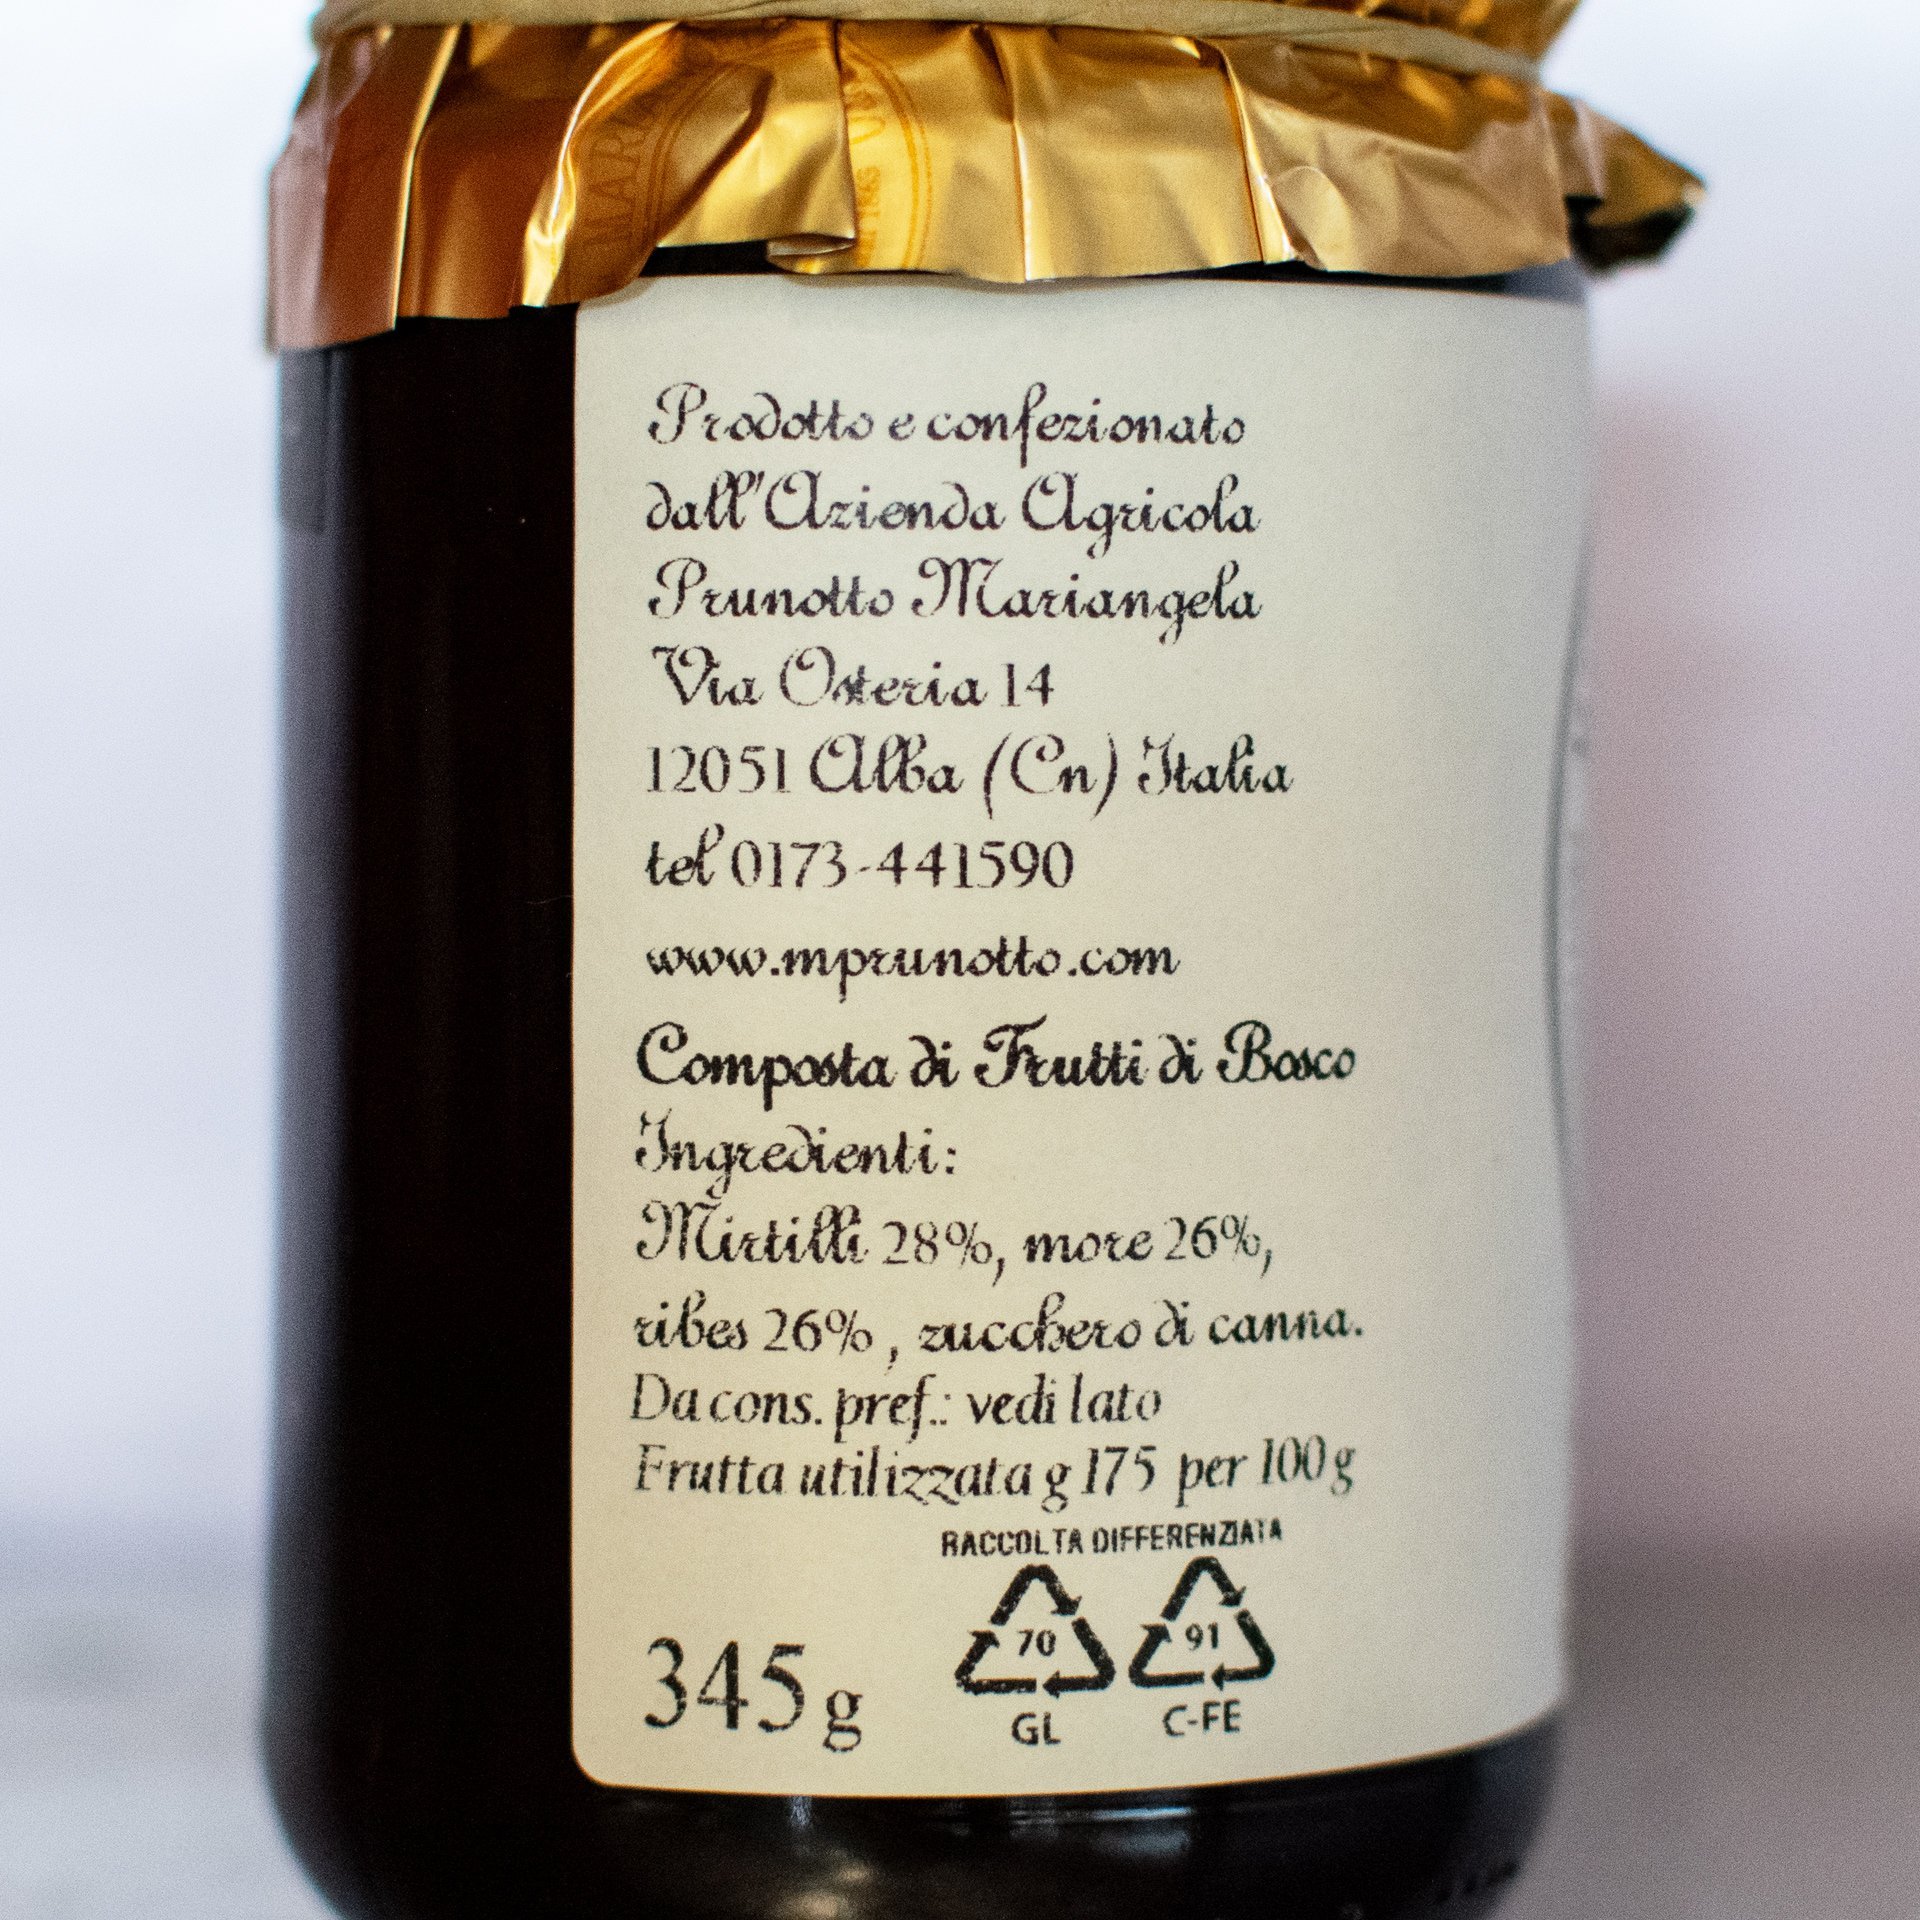 Prodotto e confezionato
dall'Azienda Agricola
Prunotto Mariangela
Via Osteria 14
12051 Alba (Cn) Italia
tel 0173-441590
www.mprunotto.com
Composta di Frutti di Bosco
Ingredienti:
Mirtilli 28%, more 26%,
ribes 26% , zucchero di canna.
Da cons. pref.: vedi lato
Frutta utilizzata g 175 per 100 g
RACCOLTA DIFFERENZIATA
70 91
GL C-FE
345 g